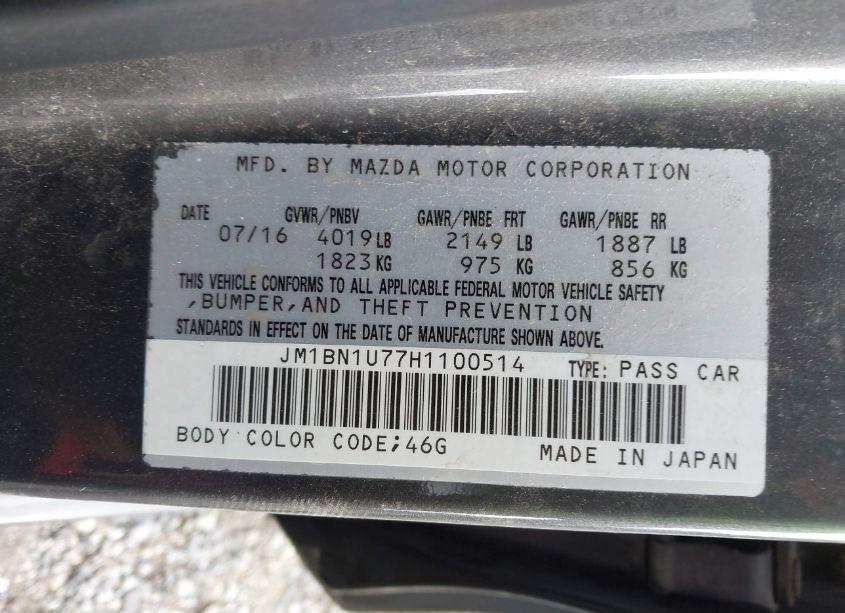 MFD. BY MAZDA MOTOR CORPORATION
DATE GVWR/PNBV GAWR/PNBE FRT GAWR/PNBE RR
07/16 4019LB 2149 LB 1887 LB
1823KG 975 KG 856 KG
THIS VEHICLE CONFORMS TO ALL APPLICABLE FEDERAL MOTOR VEHICLE SAFETY
,BUMPER,AND THEFT PREVENTION
STANDARDS IN EFFECT ON THE DATE OF MANUFACTURE SHOWN ABOVE.
JM1BN1U77H1100514 TYPE: PASS CAR
BODY COLOR CODE;46G MADE IN JAPAN